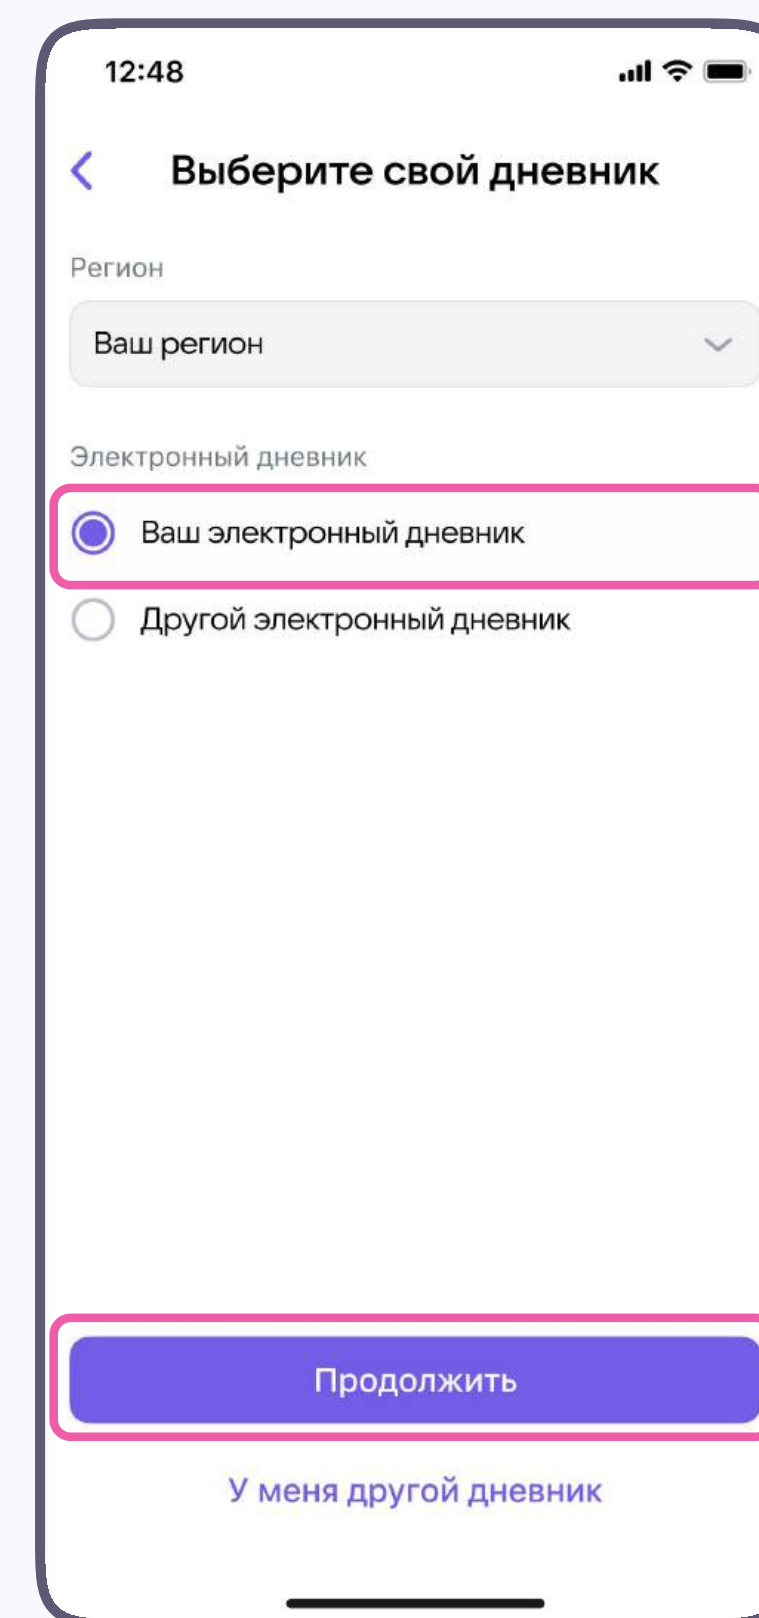 12:48
Выберите свой дневник
Регион
Ваш регион
Электронный дневник
Ваш электронный дневник
Другой электронный дневник
Продолжить
У меня другой дневник